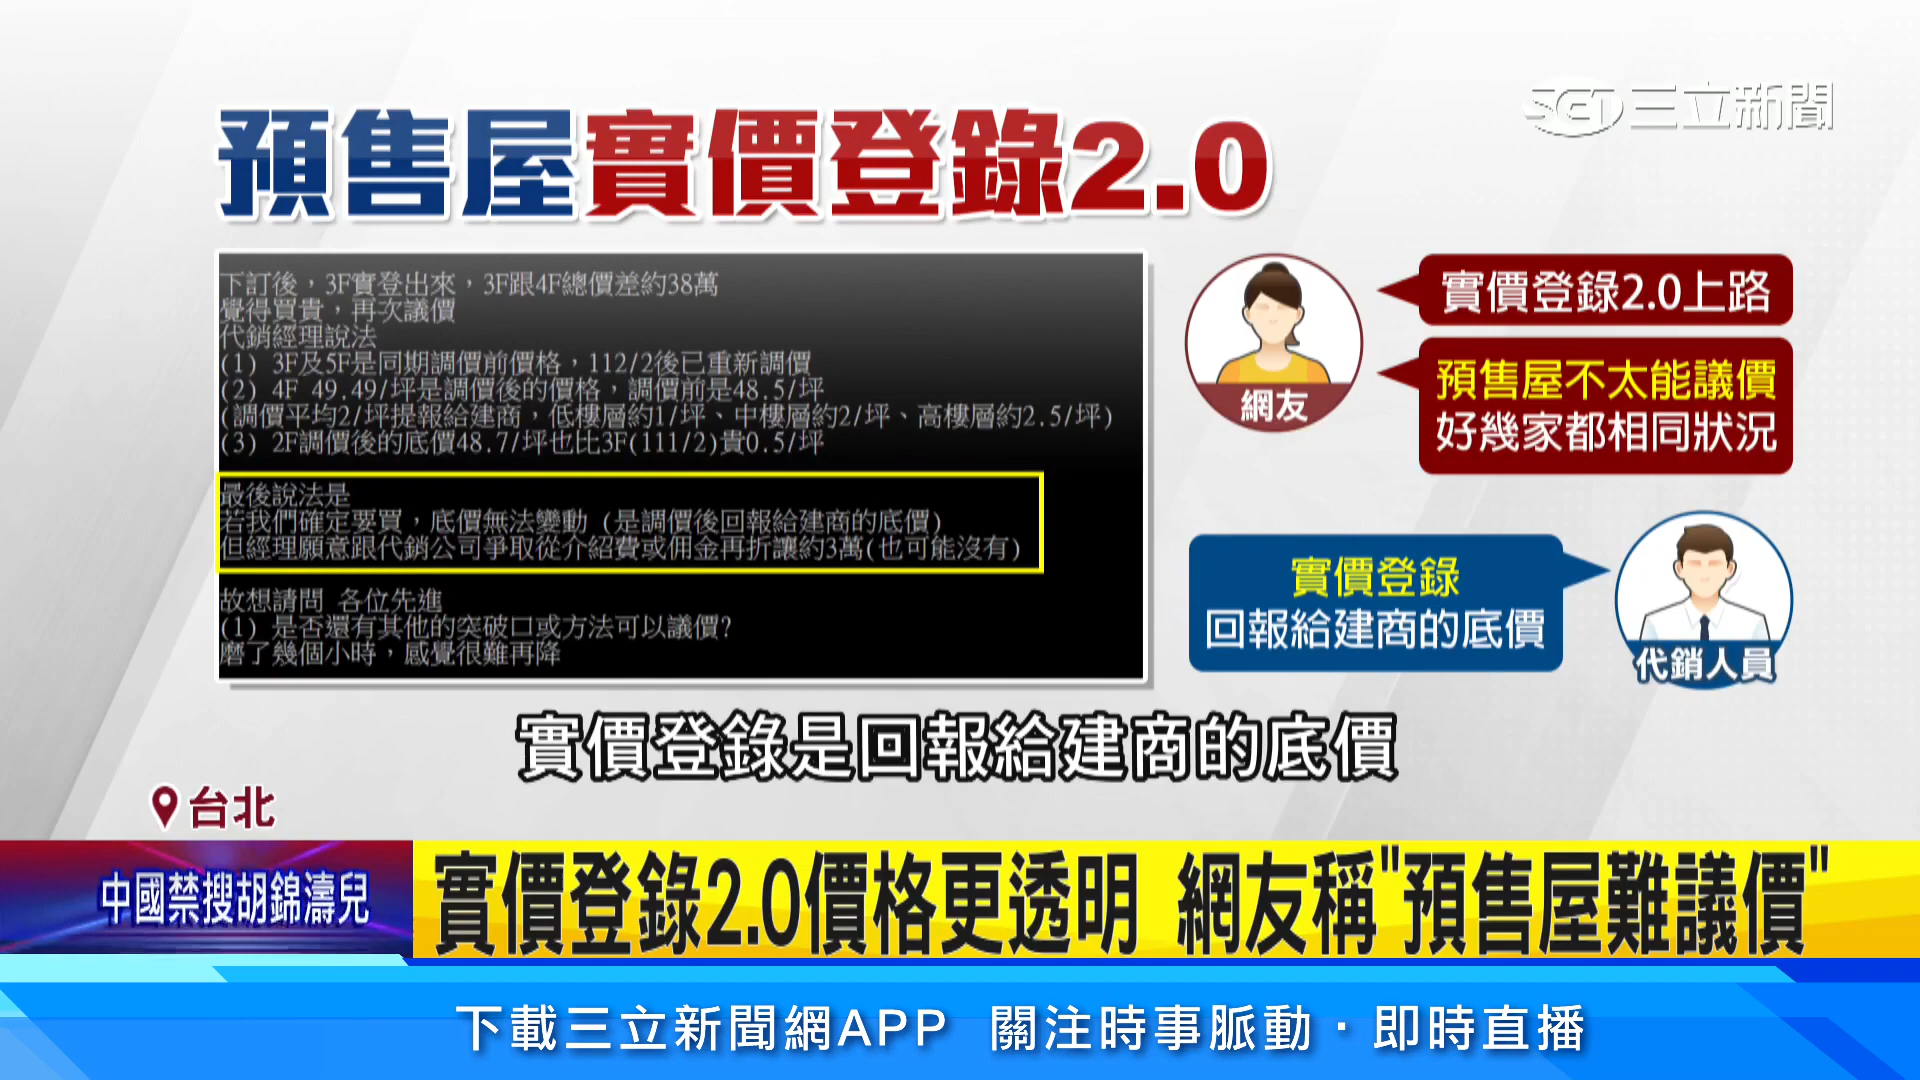 SET三立新聞
預售屋實價登錄2.0
下訂後，3F實登出來，3F跟4F總價差約38萬
覺得買貴，再次議價
代銷經理說法
(1) 3F及5F是同期調價前價格，112/2後已重新調價
(2) 4F 49.49/坪是調價後的價格，調價前是48.5/坪
(調價平均2/坪提報給建商，低樓層約1/坪、中樓層約2/坪、高樓層約2.5/坪)
(3) 2F調價後的底價48.7/坪也比3F(111/2)貴0.5/坪
最後說法是
若我們確定要買，底價無法變動 (是調價後回報給建商的底價)
但經理願意跟代銷公司爭取從介紹費或佣金再折讓約3萬(也可能沒有)
故想請問 各位先進
(1) 是否還有其他的突破口或方法可以議價?
磨了幾個小時，感覺很難再降
實價登錄2.0上路
預售屋不太能議價
好幾家都相同狀況
網友
實價登錄
回報給建商的底價
代銷人員
實價登錄是回報給建商的底價
台北
中國禁搜胡錦濤兒
實價登錄2.0價格更透明 網友稱"預售屋難議價"
下載三立新聞網APP 關注時事脈動·即時直播